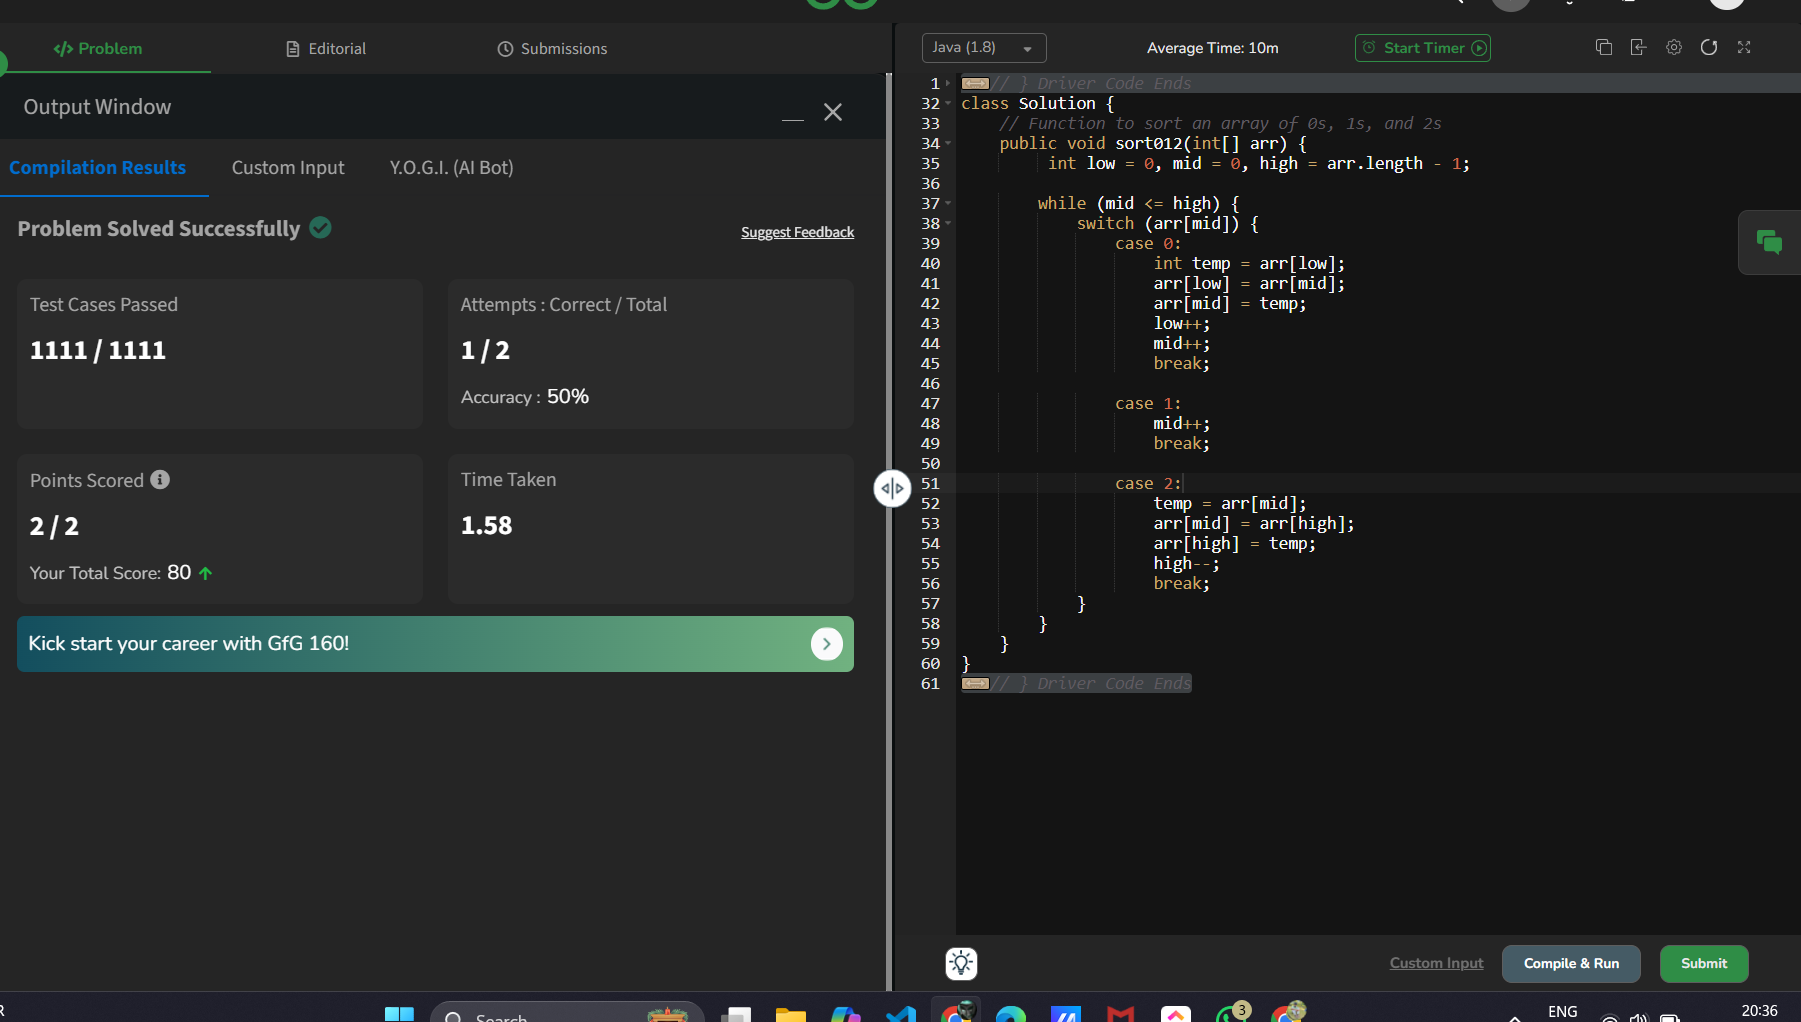 </> Problem
Editorial
Submissions
Output Window
Compilation Results
Custom Input
Y.O.G.I. (AI Bot)
Problem Solved Successfully
Suggest Feedback
Test Cases Passed
1111 / 1111
Attempts : Correct / Total
1 / 2
Accuracy : 50%
Points Scored
2 / 2
Your Total Score: 80
Time Taken
1.58
Kick start your career with GfG 160!
Java (1.8)
Average Time: 10m
Start Timer
1 // } Driver Code Ends
32 class Solution {
33 // Function to sort an array of 0s, 1s, and 2s
34 public void sort012(int[] arr) {
35 int low = 0, mid = 0, high = arr.length - 1;
36
37 while (mid <= high) {
38 switch (arr[mid]) {
39 case 0:
40 int temp = arr[low];
41 arr[low] = arr[mid];
42 arr[mid] = temp;
43 low++;
44 mid++;
45 break;
46
47 case 1:
48 mid++;
49 break;
50
51 case 2:
52 temp = arr[mid];
53 arr[mid] = arr[high];
54 arr[high] = temp;
55 high--;
56 break;
57 }
58 }
59 }
60 }
61 // } Driver Code Ends
Custom Input
Compile & Run
Submit
Search
3
ENG
20:36